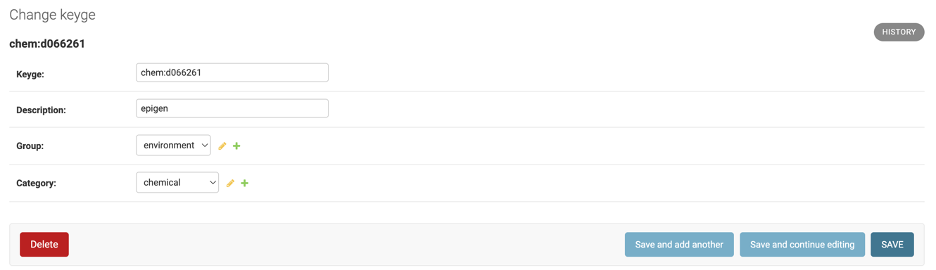 Change keyge
HISTORY
chem:d066261
Keyge: chem:d066261
Description: epigen
Group: environment
Category: chemical
Delete Save and add another Save and continue editing SAVE